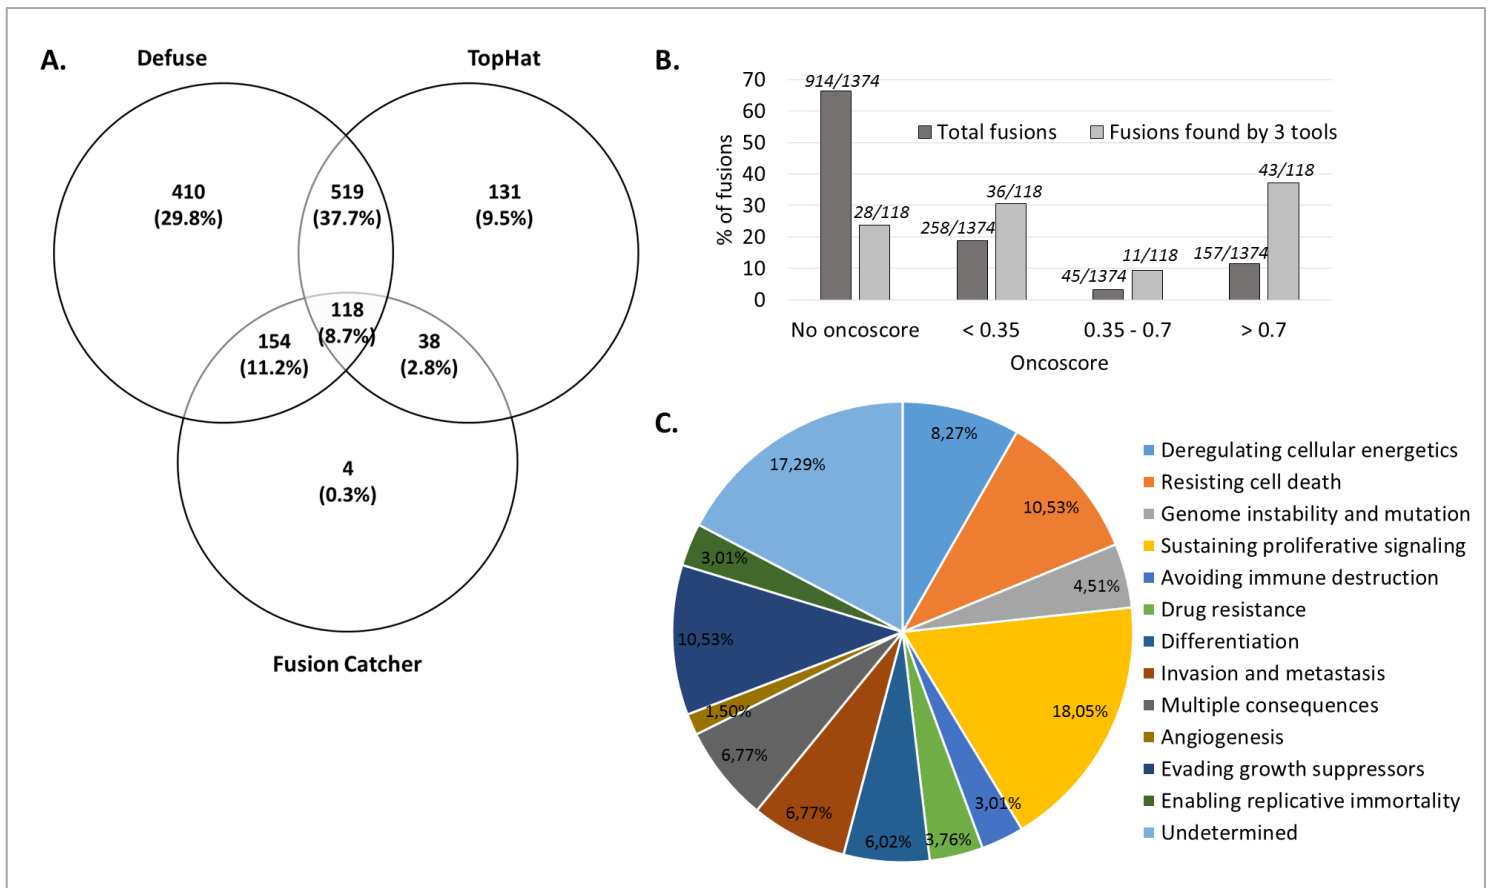 A.
Defuse
TopHat
410
(29.8%)
519
(37.7%)
131
(9.5%)
118
(8.7%)
154
(11.2%)
38
(2.8%)
4
(0.3%)
Fusion Catcher
B.
% of fusions
70
60
50
40
30
20
10
0
914/1374
28/118
258/1374
36/118
45/1374
11/118
157/1374
43/118
Total fusions
Fusions found by 3 tools
No oncoscore
< 0.35
0.35 - 0.7
> 0.7
Oncoscore
C.
8,27%
10,53%
4,51%
18,05%
3,01%
3,76%
6,02%
6,77%
6,77%
1,50%
10,53%
3,01%
17,29%
Deregulating cellular energetics
Resisting cell death
Genome instability and mutation
Sustaining proliferative signaling
Avoiding immune destruction
Drug resistance
Differentiation
Invasion and metastasis
Multiple consequences
Angiogenesis
Evading growth suppressors
Enabling replicative immortality
Undetermined